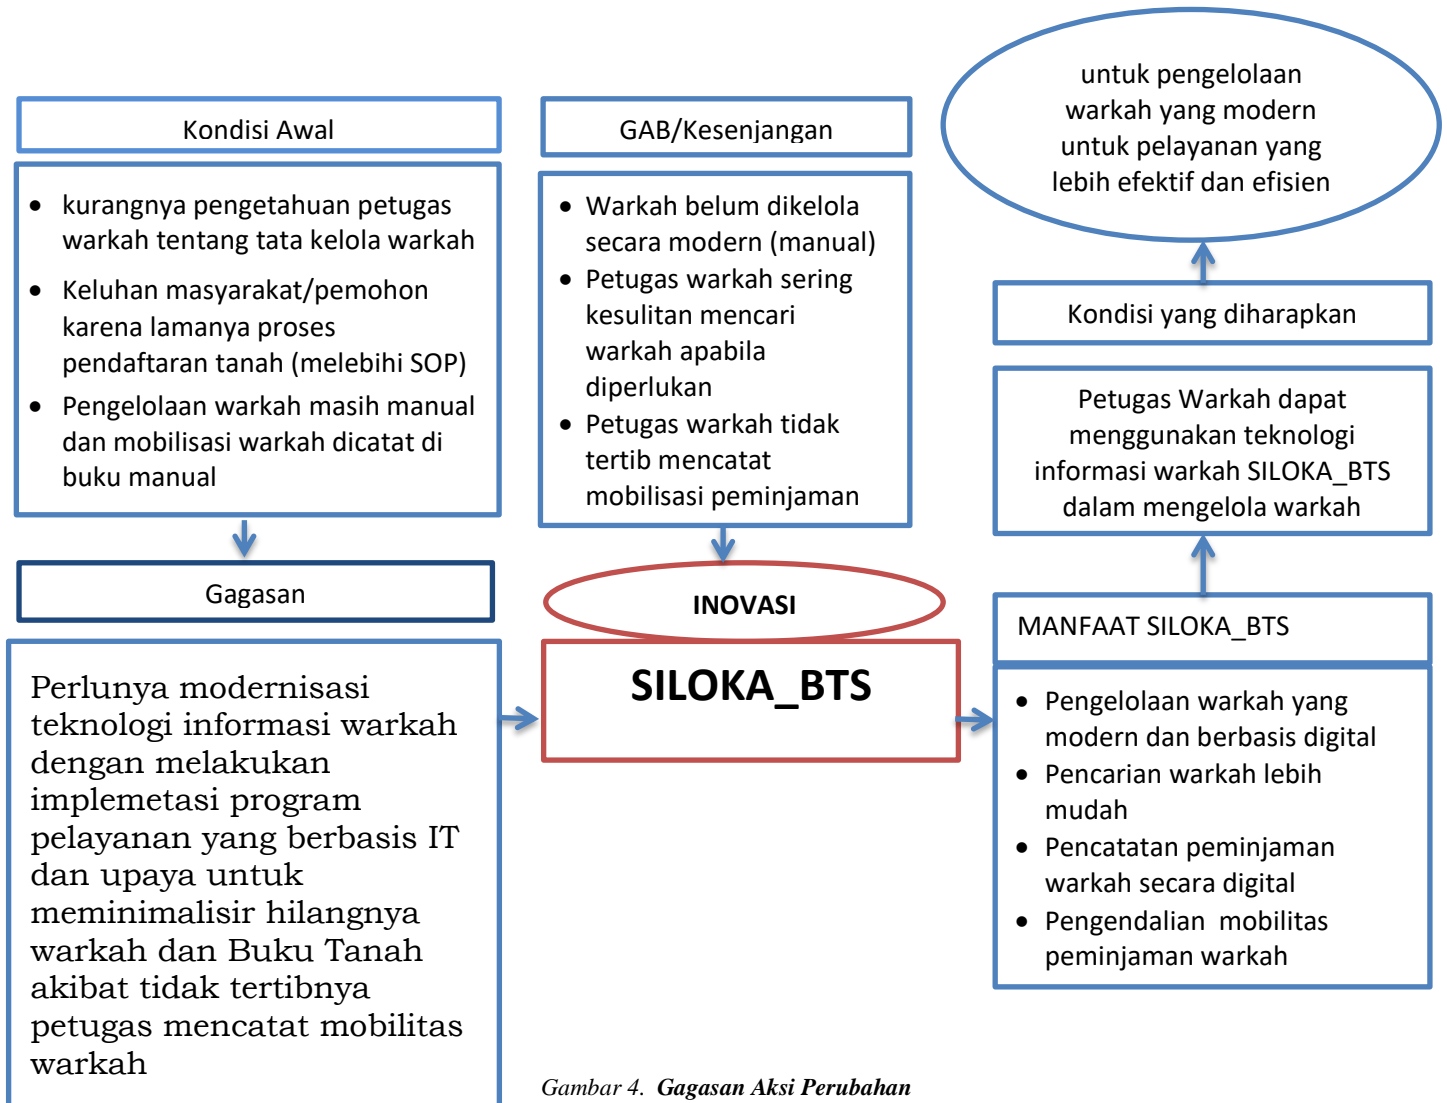 Kondisi Awal
kurangnya pengetahuan petugas
warkah tentang tata kelola warkah
Keluhan masyarakat/pemohon
karena lamanya proses
pendaftaran tanah (melebihi SOP)
Pengelolaan warkah masih manual
dan mobilisasi warkah dicatat di
buku manual
Gagasan
Perlunya modernisasi
teknologi informasi warkah
dengan melakukan
implemetasi program
pelayanan yang berbasis IT
dan upaya untuk
meminimalisir hilangnya
warkah dan Buku Tanah
akibat tidak tertibnya
petugas mencatat mobilitas
warkah
GAB/Kesenjangan
Warkah belum dikelola
secara modern (manual)
Petugas warkah sering
kesulitan mencari
warkah apabila
diperlukan
Petugas warkah tidak
tertib mencatat
mobilisasi peminjaman
INOVASI
SILOKA_BTS
untuk pengelolaan
warkah yang modern
untuk pelayanan yang
lebih efektif dan efisien
Kondisi yang diharapkan
Petugas Warkah dapat
menggunakan teknologi
informasi warkah SILOKA_BTS
dalam mengelola warkah
MANFAAT SILOKA_BTS
Pengelolaan warkah yang
modern dan berbasis digital
Pencarian warkah lebih
mudah
Pencatatan peminjaman
warkah secara digital
Pengendalian mobilitas
peminjaman warkah
Gambar 4. Gagasan Aksi Perubahan